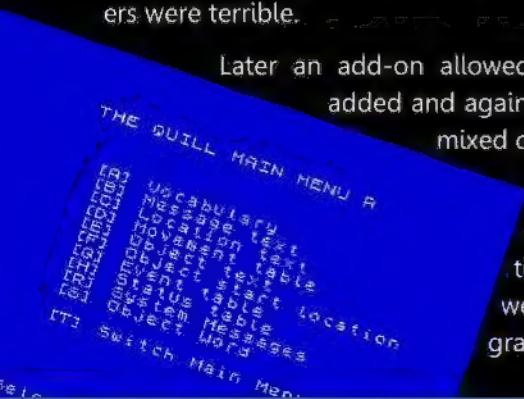 ers were terrible.
Later an add-on allowed
added and again
mixed
THE QUILL MAIN MENU A
Vocabulary
Message text
Location text
Movement table
Object text
Object start location
Event table
Status table
System Messages
Object Word
[T] Switch Main Menu
we
gra